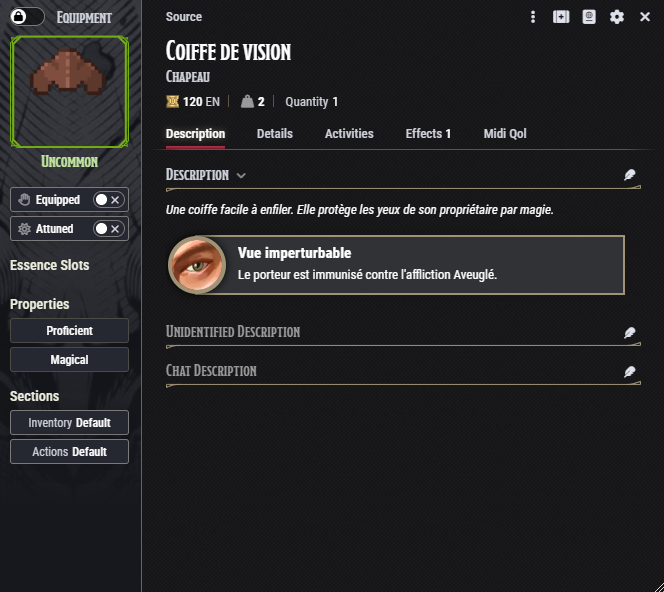 Equipment
Source
Coiffe de vision
Chapeau
120 EN
2
Quantity 1
Description
Details
Activities
Effects 1
Midi Qol
Uncommon
Equipped
Attuned
Essence Slots
Properties
Proficient
Magical
Sections
Inventory Default
Actions Default
Description
Une coiffe facile à enfiler. Elle protège les yeux de son propriétaire par magie.
Vue imperturbable
Le porteur est immunisé contre l'affliction Aveuglé.
Unidentified Description
Chat Description